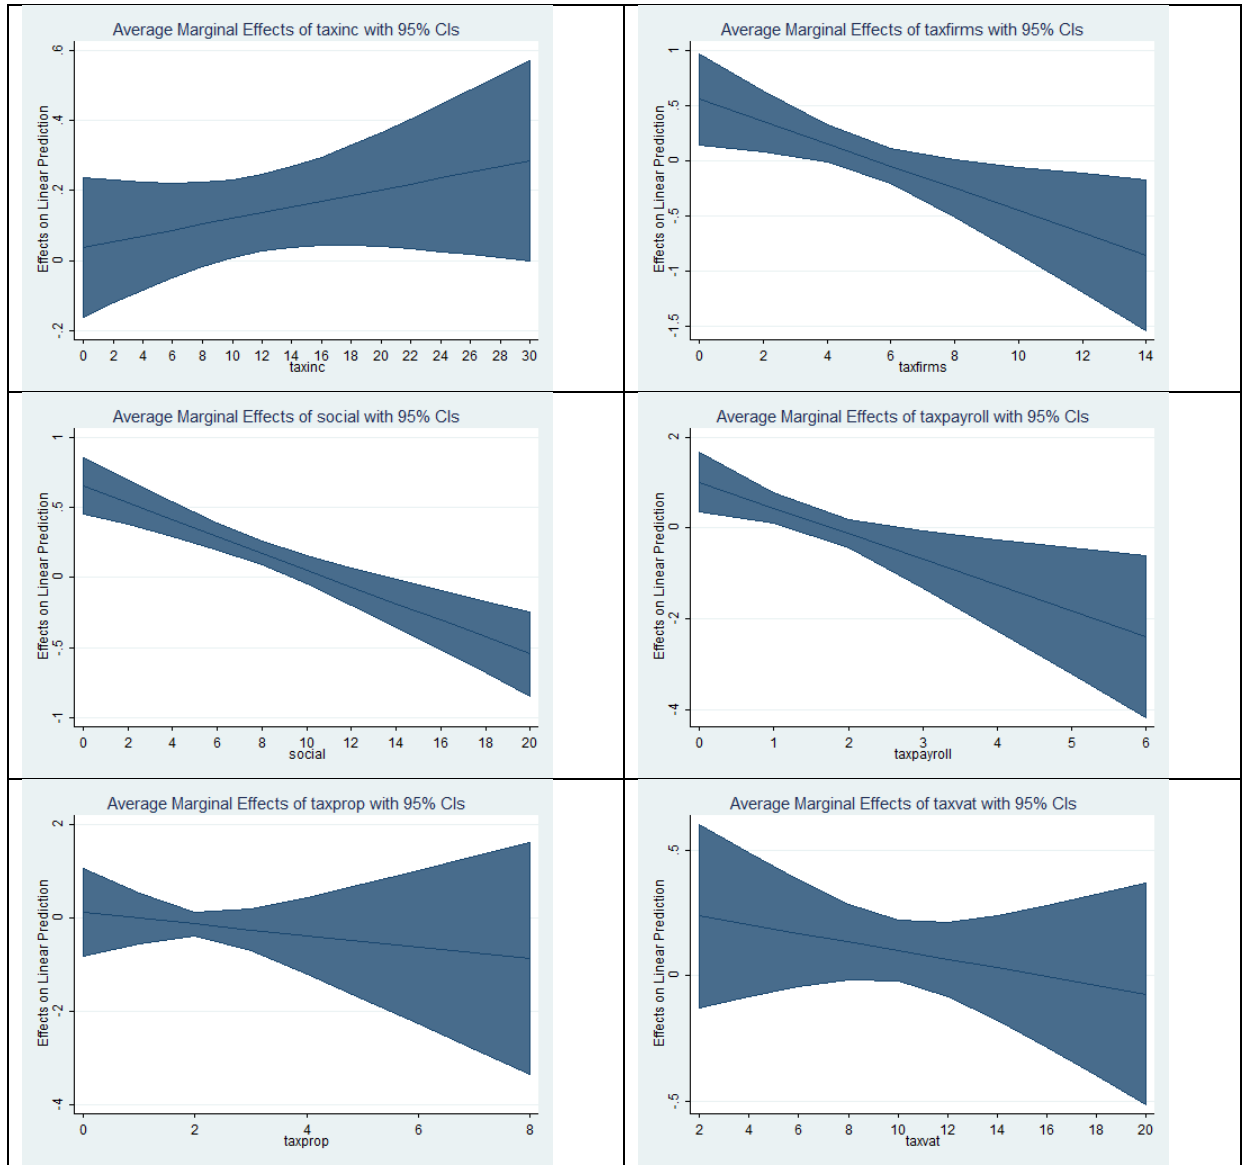 Average Marginal Effects of taxinc with 95% CIs
Effects on Linear Prediction
.6
.4
.2
0
-.2
0 2 4 6 8 10 12 14 16 18 20 22 24 26 28 30
taxinc
Average Marginal Effects of taxfirms with 95% CIs
Effects on Linear Prediction
1
.5
0
-.5
-1
-1.5
0 2 4 6 8 10 12 14
taxfirms
Average Marginal Effects of social with 95% CIs
Effects on Linear Prediction
1
.5
0
-.5
-1
0 2 4 6 8 10 12 14 16 18 20
social
Average Marginal Effects of taxpayroll with 95% CIs
Effects on Linear Prediction
2
0
-2
-4
0 1 2 3 4 5 6
taxpayroll
Average Marginal Effects of taxprop with 95% CIs
Effects on Linear Prediction
2
0
-2
-4
0 2 4 6 8
taxprop
Average Marginal Effects of taxvat with 95% CIs
Effects on Linear Prediction
.5
0
-.5
2 4 6 8 10 12 14 16 18 20
taxvat